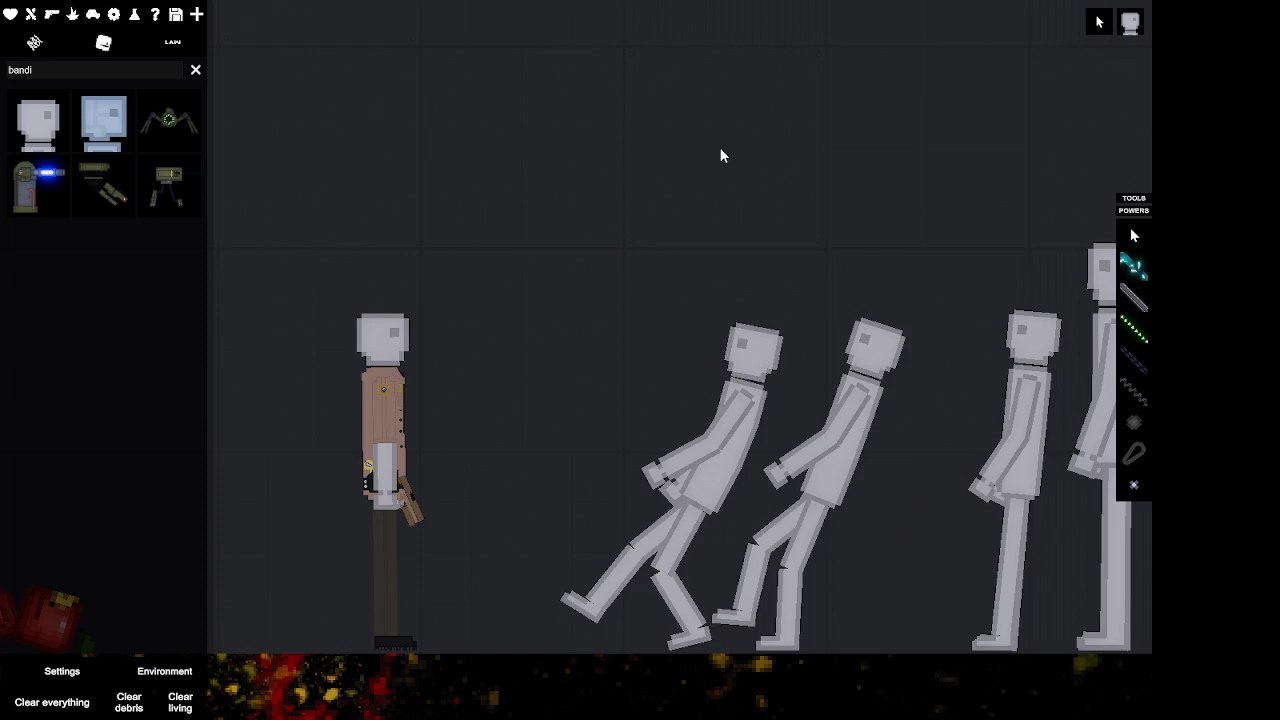 bandi
TOOLS
POWERS
Settings
Environment
Clear everything
Clear
debris
Clear
living